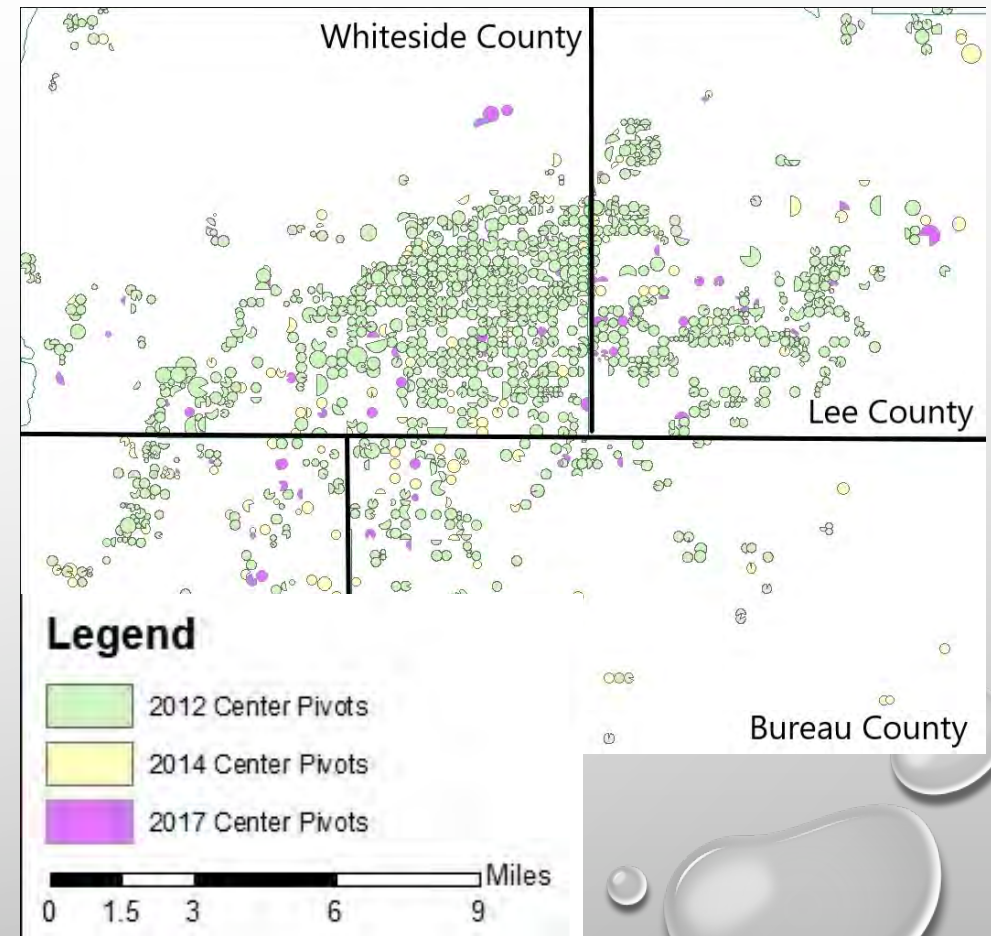 Whiteside County
Lee County
Legend
2012 Center Pivots
2014 Center Pivots
2017 Center Pivots
Miles
0 1.5 3 6 9
Bureau County